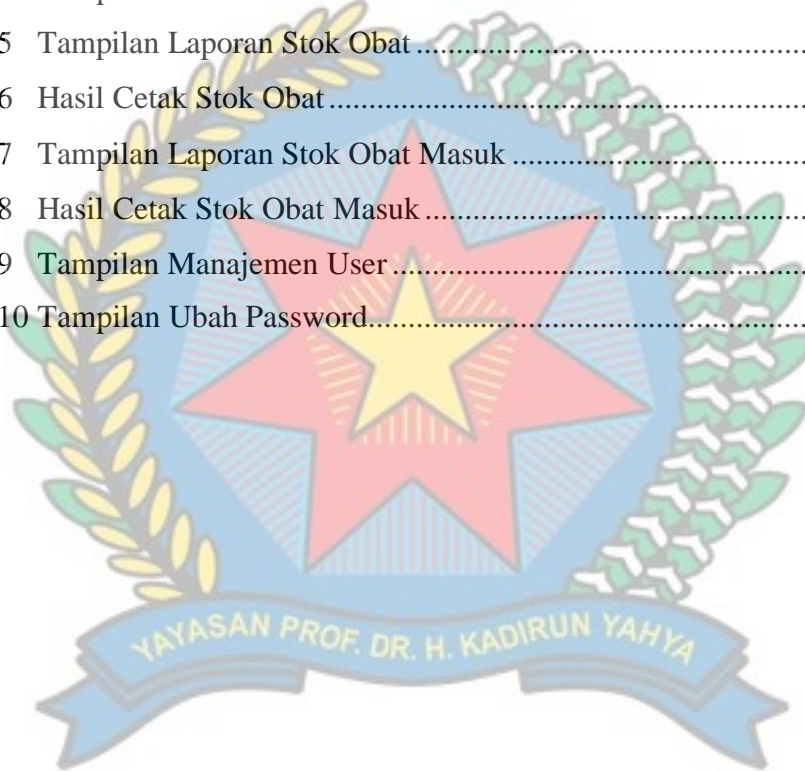 5 Tampilan Laporan Stok Obat ....................................................
6 Hasil Cetak Stok Obat ...............................................................
7 Tampilan Laporan Stok Obat Masuk ........................................
8 Hasil Cetak Stok Obat Masuk ...................................................
9 Tampilan Manajemen User .......................................................
10 Tampilan Ubah Password..........................................................
YAYASAN PROF. DR. H. KADIRUN YAHYA